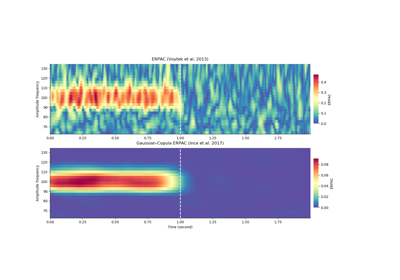 ERPAC (Voytek et al. 2013)
Amplitude frequency
130
120
110
100
90
80
70
0.00 0.25 0.50 0.75 1.00 1.25 1.50 1.75
0.4
0.3
0.2
0.1
0.0
ERPAC
Gaussian-Copula ERPAC (Ince et al. 2017)
Amplitude frequency
130
120
110
100
90
80
70
0.00 0.25 0.50 0.75 1.00 1.25 1.50 1.75
Time (second)
0.08
0.06
0.04
0.02
0.00
ERPAC